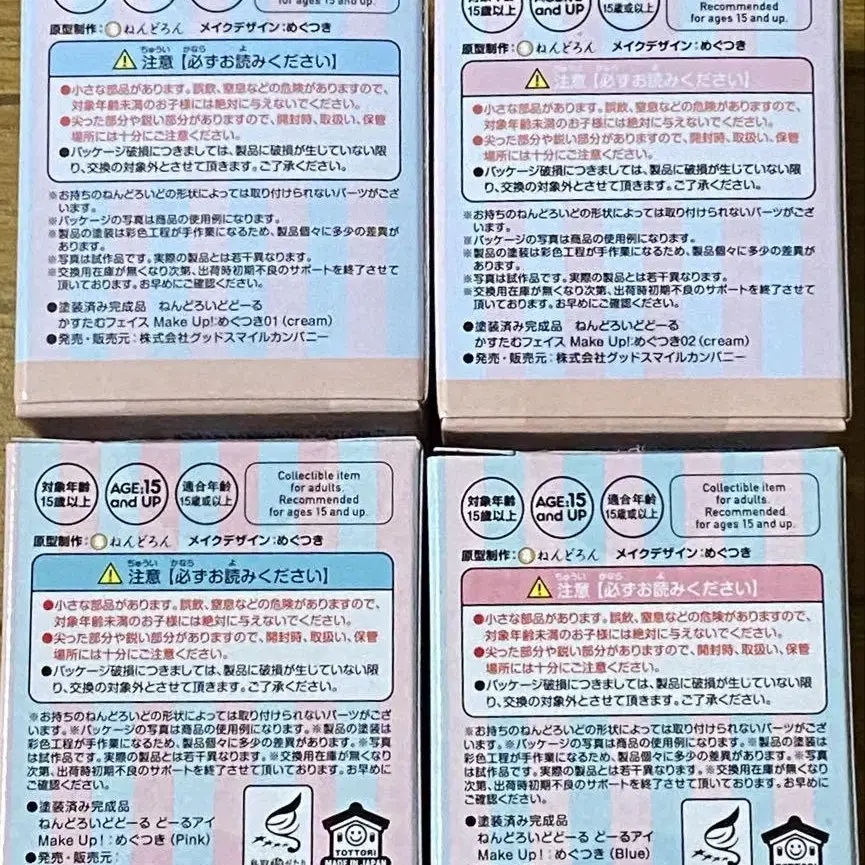 for ages 15 and up.
原型制作:ねんどろん メイクデザイン:めぐつき
ちゅうい かなら よ
注意【必ずお読みください】
●小さな部品があります。誤飲、窒息などの危険がありますので、
対象年齢未満のお子様には絶対に与えないでください。
●尖った部分や鋭い部分がありますので、開封時、取扱い、保管
場所には十分にご注意ください。
●パッケージ破損につきましては、製品に破損が生じていない限
り、交換の対象外とさせて頂きます。ご了承ください。
※お持ちのねんどろいどの形状によっては取り付けられないパーツがござ
います。
※パッケージの写真は商品の使用例になります。
※製品の塗装は彩色工程が手作業になるため、製品個々に多少の差異が
あります。
※写真は試作品です。実際の製品とは若干異なります。
※交換用在庫が無くなり次第、出荷時初期不良のサポートを終了させて
頂いております。お早めにご確認ください。
●塗装済み完成品 ねんどろいどどーる
かすたむフェイス Make Up!:めぐつき01 (cream)
●発売・販売元:株式会社グッドスマイルカンパニー
15歳以上
and UP
15歳或以上
Recommended
for ages 15 and up.
原型制作:ねんどろん メイクデザイン:めぐつき
ちゅうい かなら よ
注意【必ずお読みください】
●小さな部品があります。誤飲、窒息などの危険がありますので、
対象年齢未満のお子様には絶対に与えないでください。
●尖った部分や鋭い部分がありますので、開封時、取扱い、保管
場所には十分にご注意ください。
●パッケージ破損につきましては、製品に破損が生じていない限
り、交換の対象外とさせて頂きます。ご了承ください。
※お持ちのねんどろいどの形状によっては取り付けられないパーツがござ
います。
※パッケージの写真は商品の使用例になります。
※製品の塗装は彩色工程が手作業になるため、製品個々に多少の差異が
あります。
※写真は試作品です。実際の製品とは若干異なります。
※交換用在庫が無くなり次第、出荷時初期不良のサポートを終了させて
頂いております。お早めにご確認ください。
●塗装済み完成品 ねんどろいどどーる
かすたむフェイス Make Up!:めぐつき02 (cream)
●発売・販売元:株式会社グッドスマイルカンパニー
対象年齢
15歳以上
AGE:15
and UP
適合年齢
15歳或以上
Collectible item
for adults.
Recommended
for ages 15 and up.
原型制作:ねんどろん メイクデザイン:めぐつき
ちゅうい かなら よ
注意【必ずお読みください】
●小さな部品があります。誤飲、窒息などの危険がありますので、
対象年齢未満のお子様には絶対に与えないでください。
●尖った部分や鋭い部分がありますので、開封時、取扱い、保管
場所には十分にご注意ください。
●パッケージ破損につきましては、製品に破損が生じていない限
り、交換の対象外とさせて頂きます。ご了承ください。
※お持ちのねんどろいどの形状によっては取り付けられないパーツがござ
います。※パッケージの写真は商品の使用例になります。※製品の塗装は
彩色工程が手作業になるため、製品個々に多少の差異があります。※写真
は試作品です。実際の製品とは若干異なります。※交換用在庫が無くなり
次第、出荷時初期不良のサポートを終了させて頂いております。お早めに
ご確認ください。
●塗装済み完成品
ねんどろいどどーる どーるアイ
Make Up!:めぐつき (Pink)
●発売・販売元:
TOTTORI
MADE IN JAPAN
対象年齢
15歳以上
AGE:15
and UP
適合年齢
15歳或以上
Collectible item
for adults.
Recommended
for ages 15 and up.
原型制作:ねんどろん メイクデザイン:めぐつき
ちゅうい かなら よ
注意【必ずお読みください】
●小さな部品があります。誤飲、窒息などの危険がありますので、
対象年齢未満のお子様には絶対に与えないでください。
●尖った部分や鋭い部分がありますので、開封時、取扱い、保管
場所には十分にご注意ください。
●パッケージ破損につきましては、製品に破損が生じていない限
り、交換の対象外とさせて頂きます。ご了承ください。
※お持ちのねんどろいどの形状によっては取り付けられないパーツがござ
います。※パッケージの写真は商品の使用例になります。※製品の塗装は
彩色工程が手作業になるため、製品個々に多少の差異があります。※写真
は試作品です。実際の製品とは若干異なります。※交換用在庫が無くなり
次第、出荷時初期不良のサポートを終了させて頂いております。お早めに
ご確認ください。
●塗装済み完成品
ねんどろいどどーる どーるアイ
Make Up!:めぐつき (Blue)
TOTTORI